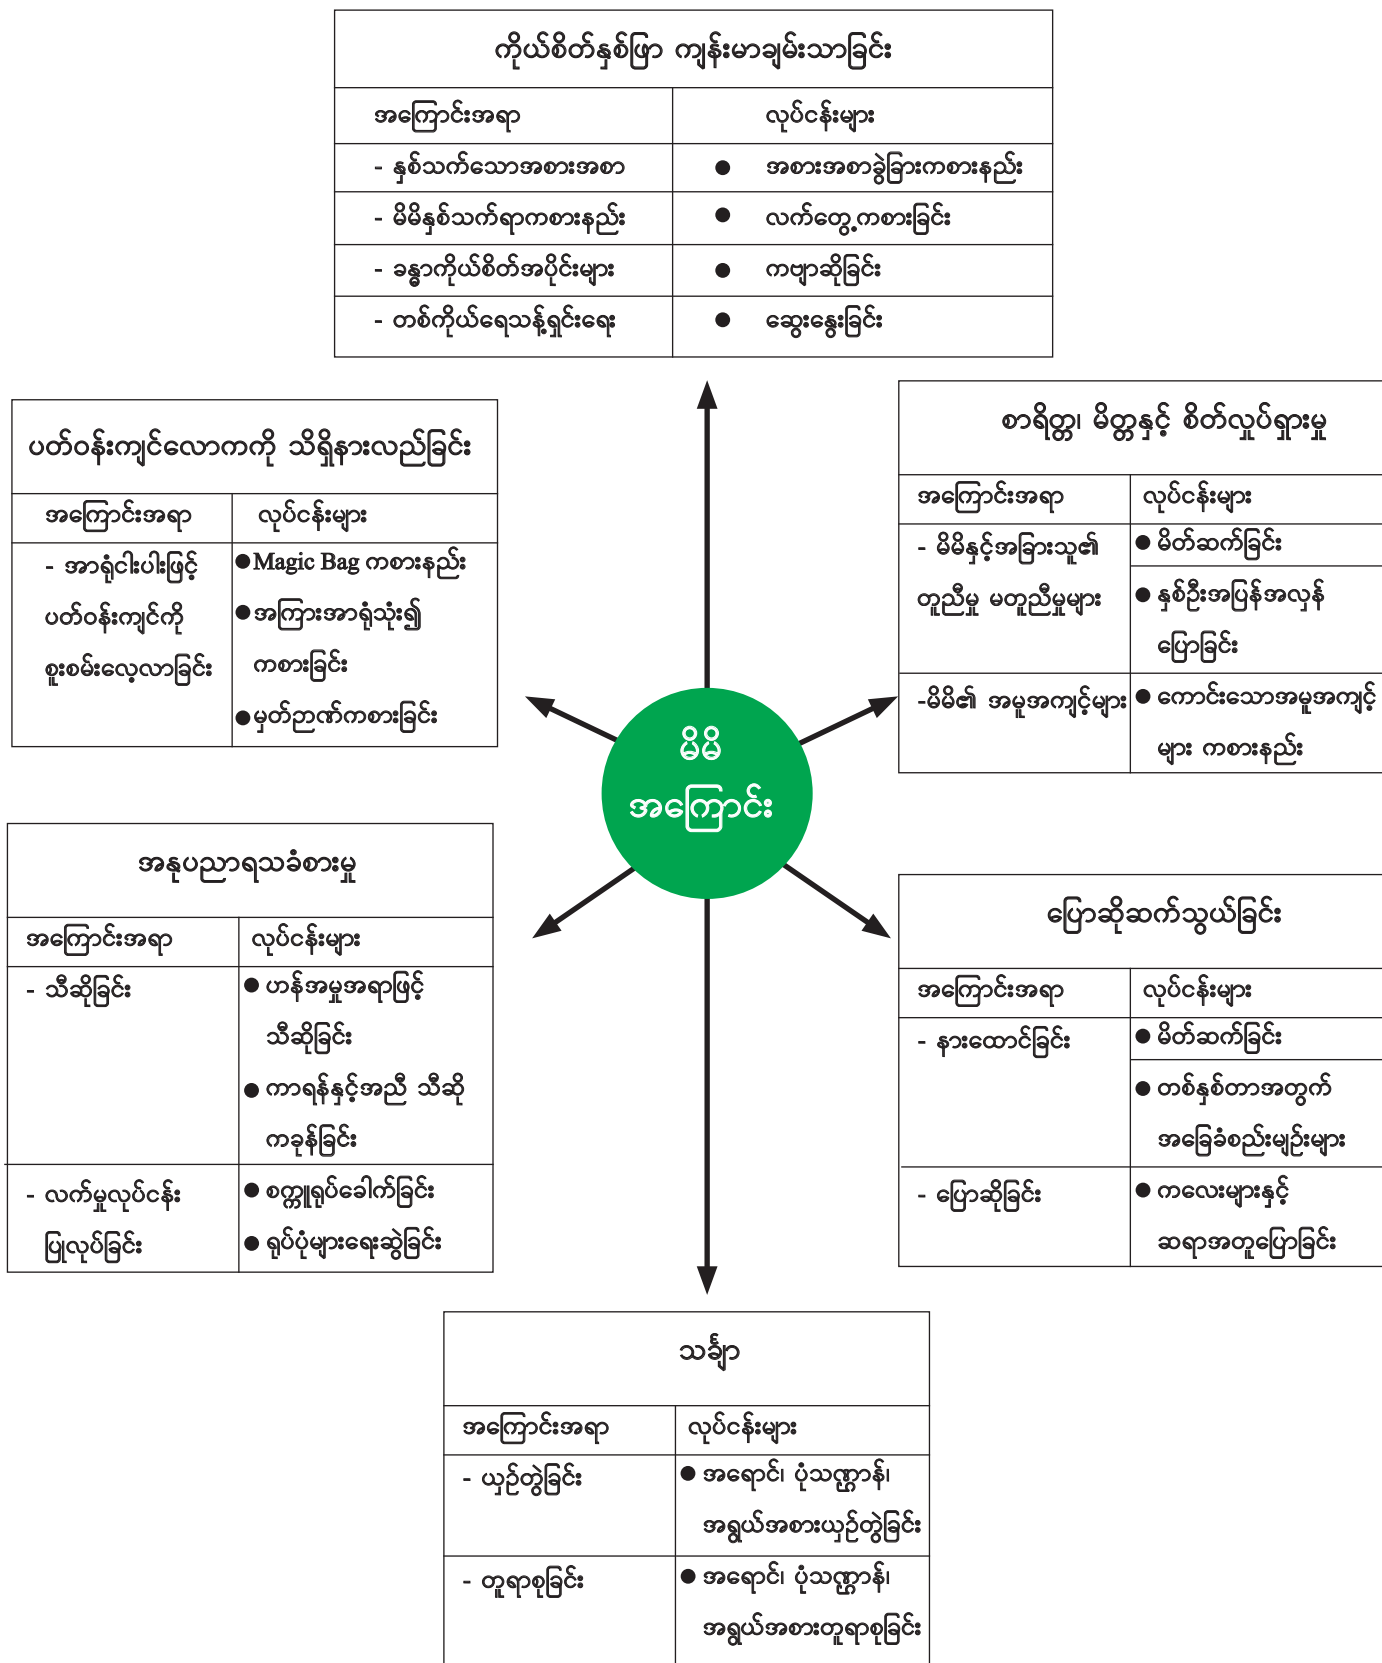 ကိုယ်စိတ်နှစ်ဖြာ ကျန်းမာချမ်းသာခြင်း
အကြောင်းအရာ လုပ်ငန်းများ
- နှစ်သက်သောအစားအစာ ● အစားအစာခွဲခြားကစားနည်း
- မိမိနှစ်သက်ရာကစားနည်း ● လက်တွေ့ကစားခြင်း
- ခန္ဓာကိုယ်စိတ်အပိုင်းများ ● ကဗျာဆိုခြင်း
- တစ်ကိုယ်ရေသန့်ရှင်းရေး ● ဆွေးနွေးခြင်း
ပတ်ဝန်းကျင်လောကကို သိရှိနားလည်ခြင်း
အကြောင်းအရာ လုပ်ငန်းများ
- အာရုံငါးပါးဖြင့် ● Magic Bag ကစားနည်း
ပတ်ဝန်းကျင်ကို ● အကြားအာရုံသုံး၍
စူးစမ်းလေ့လာခြင်း ကစားခြင်း
● မှတ်ဉာဏ်ကစားခြင်း
စာရိတ္တ၊ မိတ္တနှင့် စိတ်လှုပ်ရှားမှု
အကြောင်းအရာ လုပ်ငန်းများ
- မိမိနှင့်အခြားသူ၏ ● မိတ်ဆက်ခြင်း
တူညီမှု မတူညီမှုများ ● နှစ်ဦးအပြန်အလှန်
ပြောခြင်း
-မိမိ၏ အမူအကျင့်များ ● ကောင်းသောအမူအကျင့်
များ ကစားနည်း
မိမိ
အကြောင်း
အနုပညာရသခံစားမှု
အကြောင်းအရာ လုပ်ငန်းများ
- သီဆိုခြင်း ● ဟန်အမူအရာဖြင့်
သီဆိုခြင်း
● ကာရန်နှင့်အညီ သီဆို
ကခုန်ခြင်း
- လက်မှုလုပ်ငန်း ● စက္ကူရုပ်ခေါက်ခြင်း
ပြုလုပ်ခြင်း ● ရုပ်ပုံများရေးဆွဲခြင်း
ပြောဆိုဆက်သွယ်ခြင်း
အကြောင်းအရာ လုပ်ငန်းများ
- နားထောင်ခြင်း ● မိတ်ဆက်ခြင်း
● တစ်နှစ်တာအတွက်
အခြေခံစည်းမျဉ်းများ
- ပြောဆိုခြင်း ● ကလေးများနှင့်
ဆရာအတူပြောခြင်း
သင်္ချာ
အကြောင်းအရာ လုပ်ငန်းများ
- ယှဉ်တွဲခြင်း ● အရောင်၊ ပုံသဏ္ဌာန်၊
အရွယ်အစားယှဉ်တွဲခြင်း
- တူရာစုခြင်း ● အရောင်၊ ပုံသဏ္ဌာန်၊
အရွယ်အစားတူရာစုခြင်း